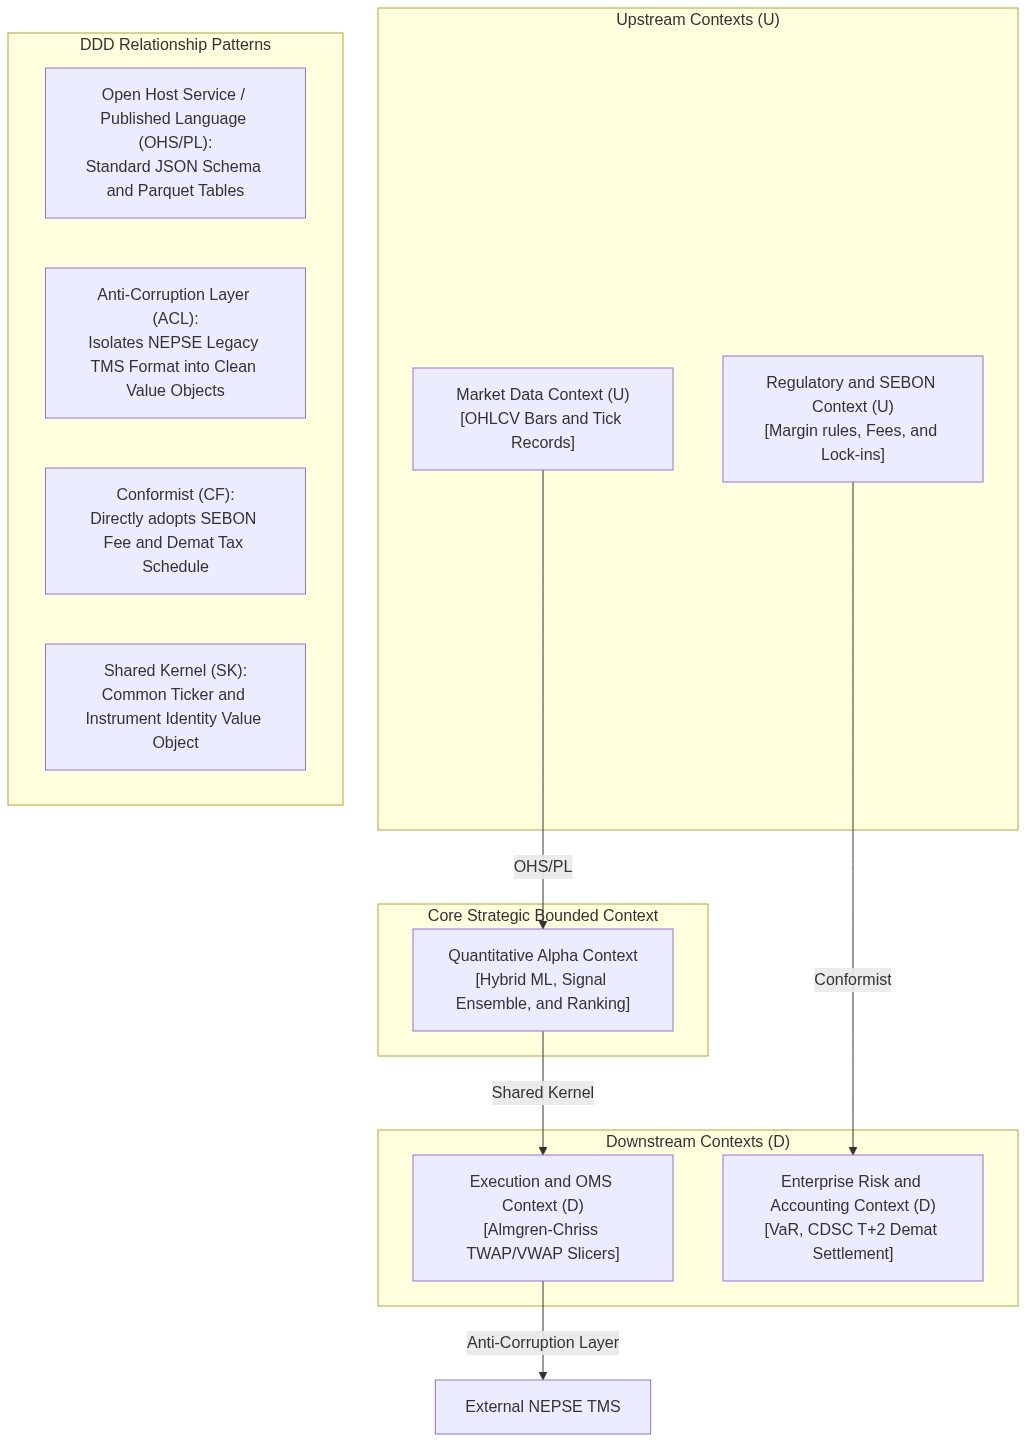 DDD Relationship Patterns
Open Host Service /
Published Language
(OHS/PL):
Standard JSON Schema
and Parquet Tables
Anti-Corruption Layer
(ACL):
Isolates NEPSE Legacy
TMS Format into Clean
Value Objects
Conformist (CF):
Directly adopts SEBON
Fee and Demat Tax
Schedule
Shared Kernel (SK):
Common Ticker and
Instrument Identity Value
Object
Upstream Contexts (U)
Market Data Context (U)
[OHLCV Bars and Tick
Records]
Regulatory and SEBON
Context (U)
[Margin rules, Fees, and
Lock-ins]
OHS/PL
Core Strategic Bounded Context
Quantitative Alpha Context
[Hybrid ML, Signal
Ensemble, and Ranking]
Conformist
Shared Kernel
Downstream Contexts (D)
Execution and OMS
Context (D)
[Almgren-Chriss
TWAP/VWAP Slicers]
Enterprise Risk and
Accounting Context (D)
[VaR, CDSC T+2 Demat
Settlement]
Anti-Corruption Layer
External NEPSE TMS